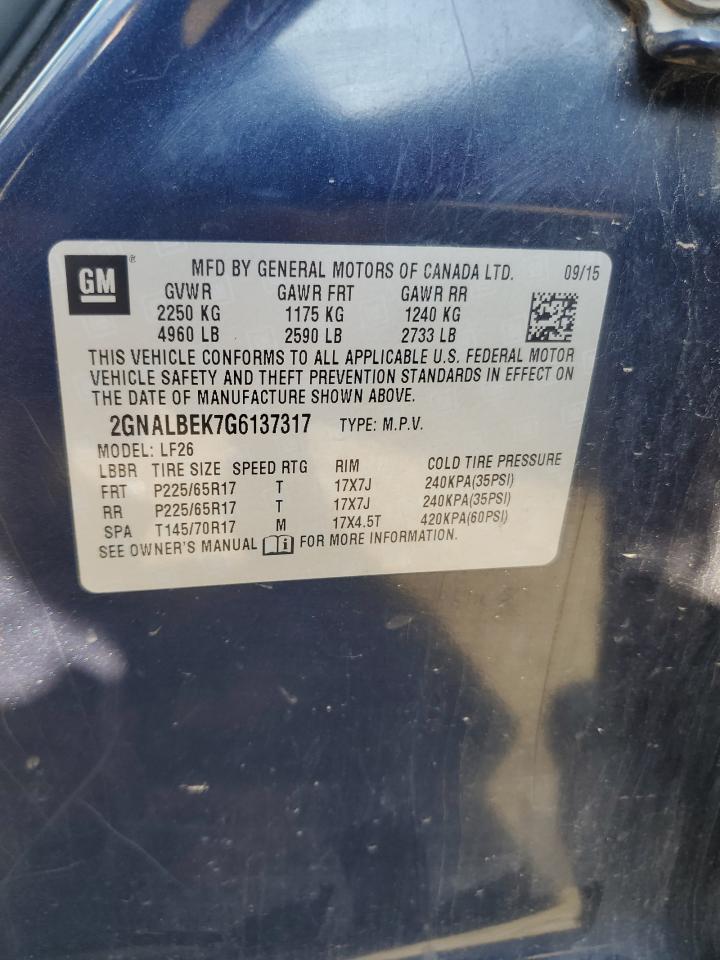 GM® MFD BY GENERAL MOTORS OF CANADA LTD. 09/15
GVWR GAWR FRT GAWR RR
2250 KG 1175 KG 1240 KG
4960 LB 2590 LB 2733 LB
THIS VEHICLE CONFORMS TO ALL APPLICABLE U.S. FEDERAL MOTOR
VEHICLE SAFETY AND THEFT PREVENTION STANDARDS IN EFFECT ON
THE DATE OF MANUFACTURE SHOWN ABOVE.
2GNALBEK7G6137317 TYPE: M.P.V.
MODEL: LF26
LBBR TIRE SIZE SPEED RTG RIM COLD TIRE PRESSURE
FRT P225/65R17 T 17X7J 240KPA(35PSI)
RR P225/65R17 T 17X7J 240KPA(35PSI)
SPA T145/70R17 M 17X4.5T 420KPA(60PSI)
SEE OWNER'S MANUAL FOR MORE INFORMATION.